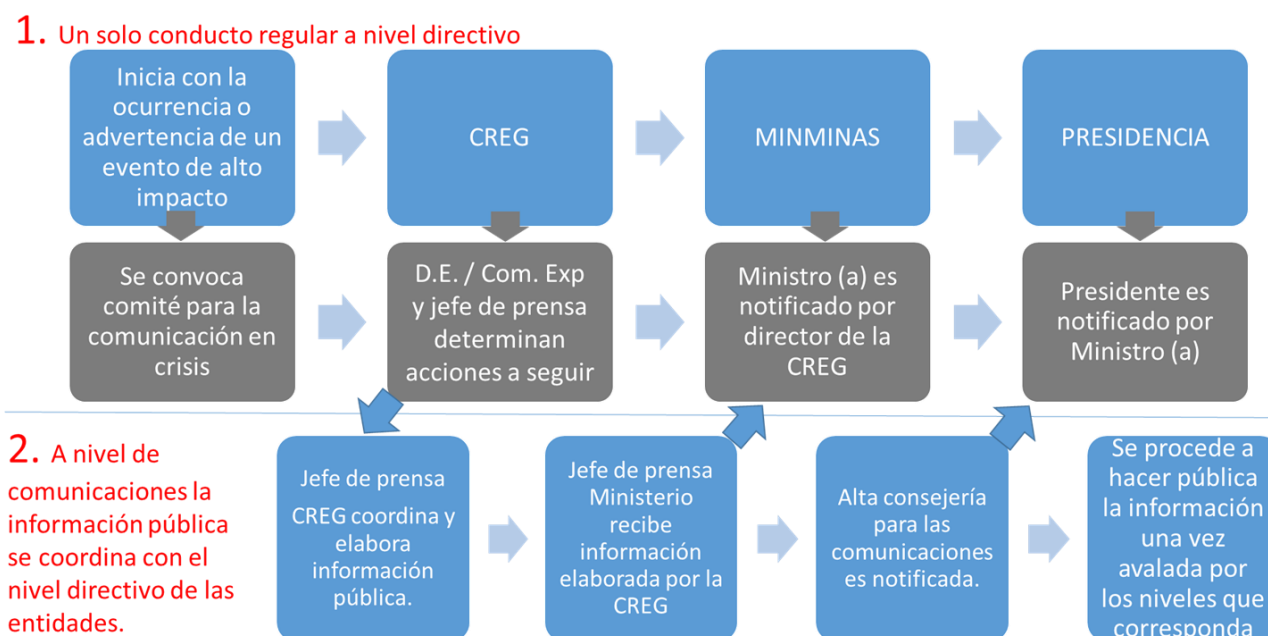 1. Un solo conducto regular a nivel directivo
Inicia con la
ocurrencia o
advertencia de un
evento de alto
impacto
CREG
MINMINAS
PRESIDENCIA
Se convoca
comité para la
comunicación en
crisis
D.E. / Com. Exp
y jefe de prensa
determinan
acciones a seguir
Ministro (a) es
notificado por
director de la
CREG
Presidente es
notificado por
Ministro (a)
2. A nivel de
comunicaciones la
información pública
se coordina con el
nivel directivo de las
entidades.
Jefe de prensa
CREG coordina y
elabora
información
pública.
Jefe de prensa
Ministerio
recibe
información
elaborada por la
CREG
Alta consejería
para las
comunicaciones
es notificada.
Se procede a
hacer pública
la información
una vez
avalada por
los niveles que
corresponda